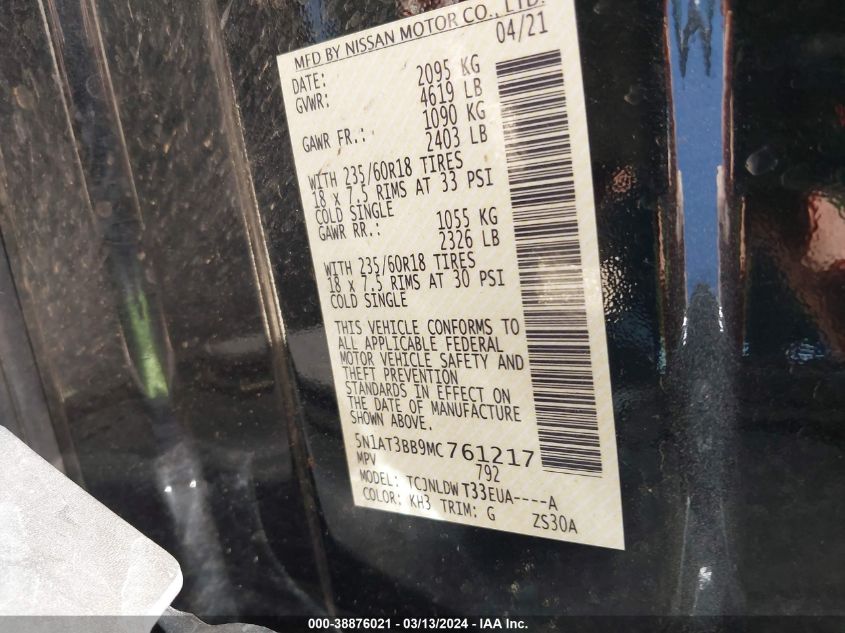 MFD BY NISSAN MOTOR CO., LTD.
DATE: 04/21
GVWR: 2095 KG
4619 LB
GAWR FR.: 1090 KG
2403 LB
WITH 235/60R18 TIRES
18 x 7.5 RIMS AT 33 PSI
COLD SINGLE
GAWR RR.: 1055 KG
2326 LB
WITH 235/60R18 TIRES
18 x 7.5 RIMS AT 30 PSI
COLD SINGLE
THIS VEHICLE CONFORMS TO
ALL APPLICABLE FEDERAL
MOTOR VEHICLE SAFETY AND
THEFT PREVENTION
STANDARDS IN EFFECT ON
THE DATE OF MANUFACTURE
SHOWN ABOVE.
5N1AT3BB9MC761217
MPV 792
MODEL: TCJNLDWT33EUA----A
COLOR: KH3 TRIM: G ZS30A
000-38876021 - 03/13/2024 - IAA Inc.